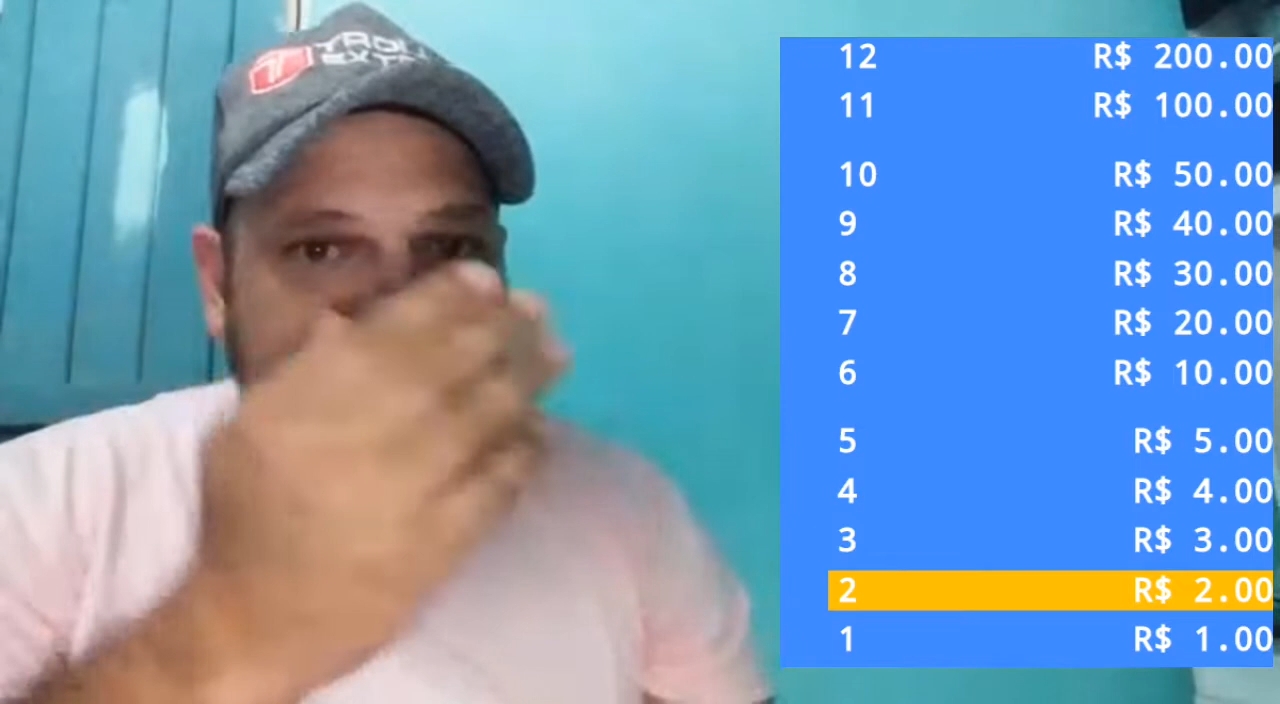 12 R$ 200.00
11 R$ 100.00
10 R$ 50.00
9 R$ 40.00
8 R$ 30.00
7 R$ 20.00
6 R$ 10.00
5 R$ 5.00
4 R$ 4.00
3 R$ 3.00
2 R$ 2.00
1 R$ 1.00